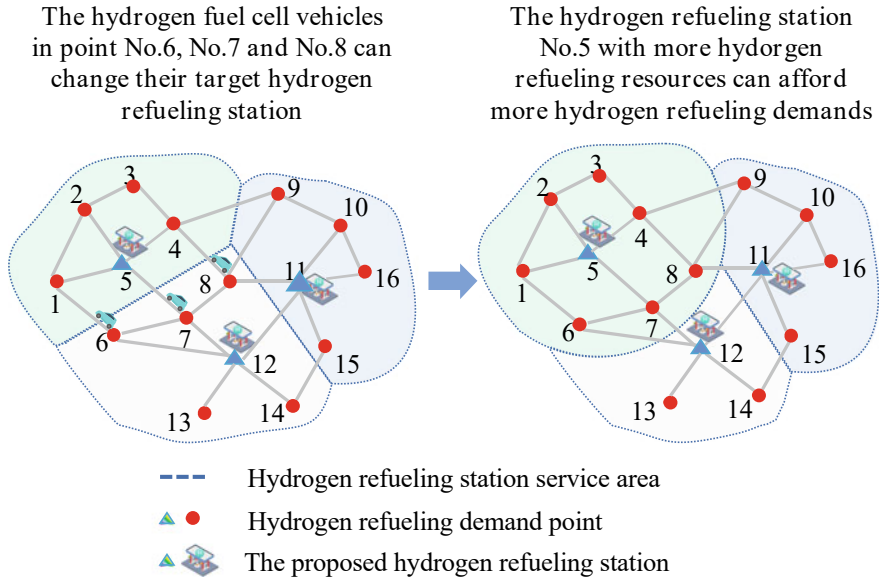 The hydrogen fuel cell vehicles
in point No.6, No.7 and No.8 can
change their target hydrogen
refueling station
The hydrogen refueling station
No.5 with more hydorgen
refueling resources can afford
more hydrogen refueling demands
3
2
4
5
1
6
7
8
9
10
11
16
12
15
13
14
3
2
4
5
1
6
7
8
9
10
11
16
12
15
13
14
Hydrogen refueling station service area
Hydrogen refueling demand point
The proposed hydrogen refueling station